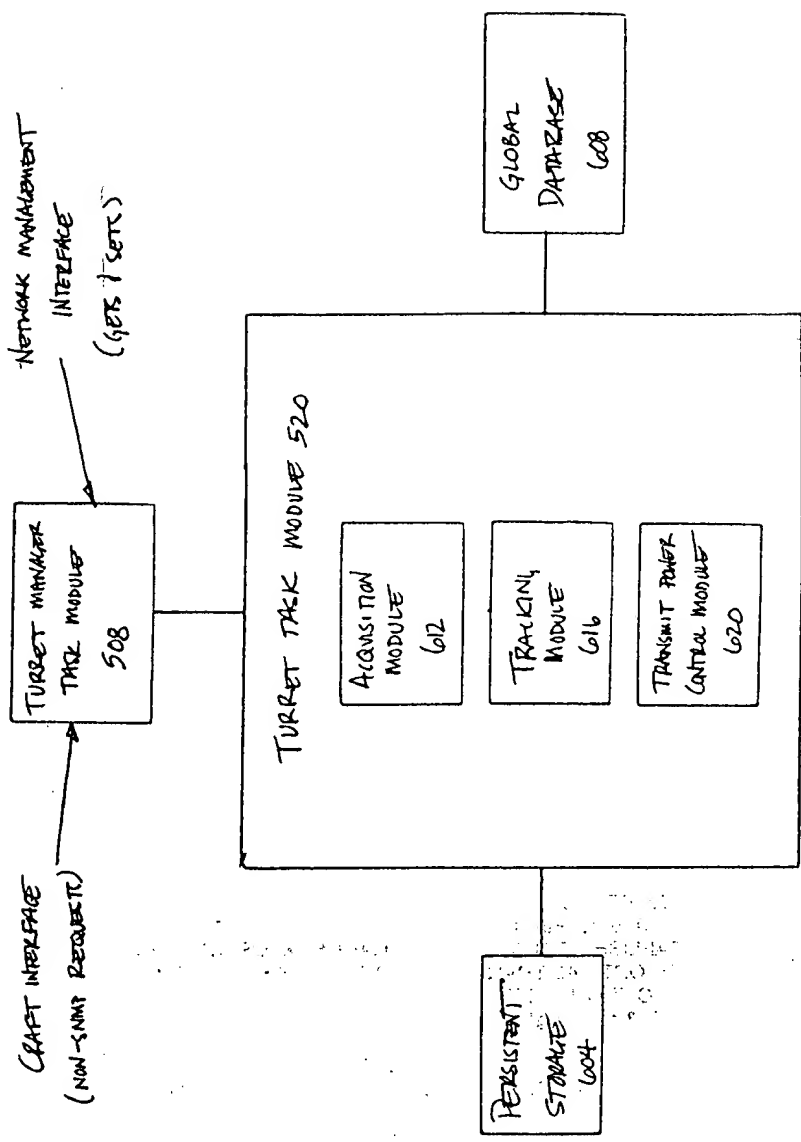 CRAFT INTERFACE
(NON-SNMP REQUESTS)
TURRET MANAGER
TASK MODULE
508
NETWORK MANAGEMENT
INTERFACE
(GETS / SETS)
TURRET TASK MODULE 520
ACQUISITION
MODULE
612
TRACKING
MODULE
616
TRANSMIT POWER
CONTROL MODULE
620
PERSISTENT
STORAGE
604
GLOBAL
DATABASE
608